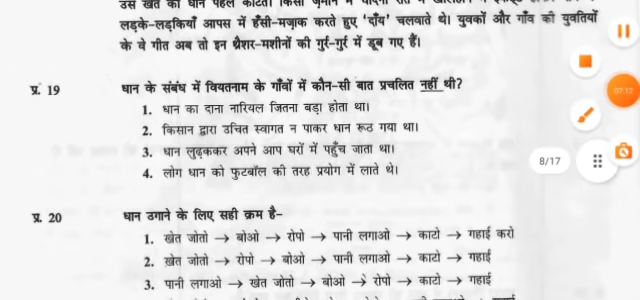 उस खेत का धान पहले काटता। किसी ज़माने में
लड़के-लड़कियाँ आपस में हँसी-मज़ाक करते हुए 'दाँय' चलवाते थे। युवकों और गाँव की युवतियों
के वे गीत अब तो इन थ्रैशर-मशीनों की गुर्र-गुर्र में डूब गए हैं।
प्र. 19 धान के संबंध में वियतनाम के गाँवों में कौन-सी बात प्रचलित नहीं थी?
1. धान का दाना नारियल जितना बड़ा होता था।
2. किसान द्वारा उचित स्वागत न पाकर धान रूठ गया था।
3. धान लुढ़ककर अपने आप घरों में पहुँच जाता था।
4. लोग धान को फुटबॉल की तरह प्रयोग में लाते थे।
प्र. 20 धान उगाने के लिए सही क्रम है-
1. खेत जोतो → बोओ → रोपो → पानी लगाओ → काटो → गहाई करो
2. खेत जोतो → रोपो → बोओ → पानी लगाओ → काटो → गहाई
3. पानी लगाओ → खेत जोतो → बोओ → रोपो → काटो → गहाई
07:12
8/17